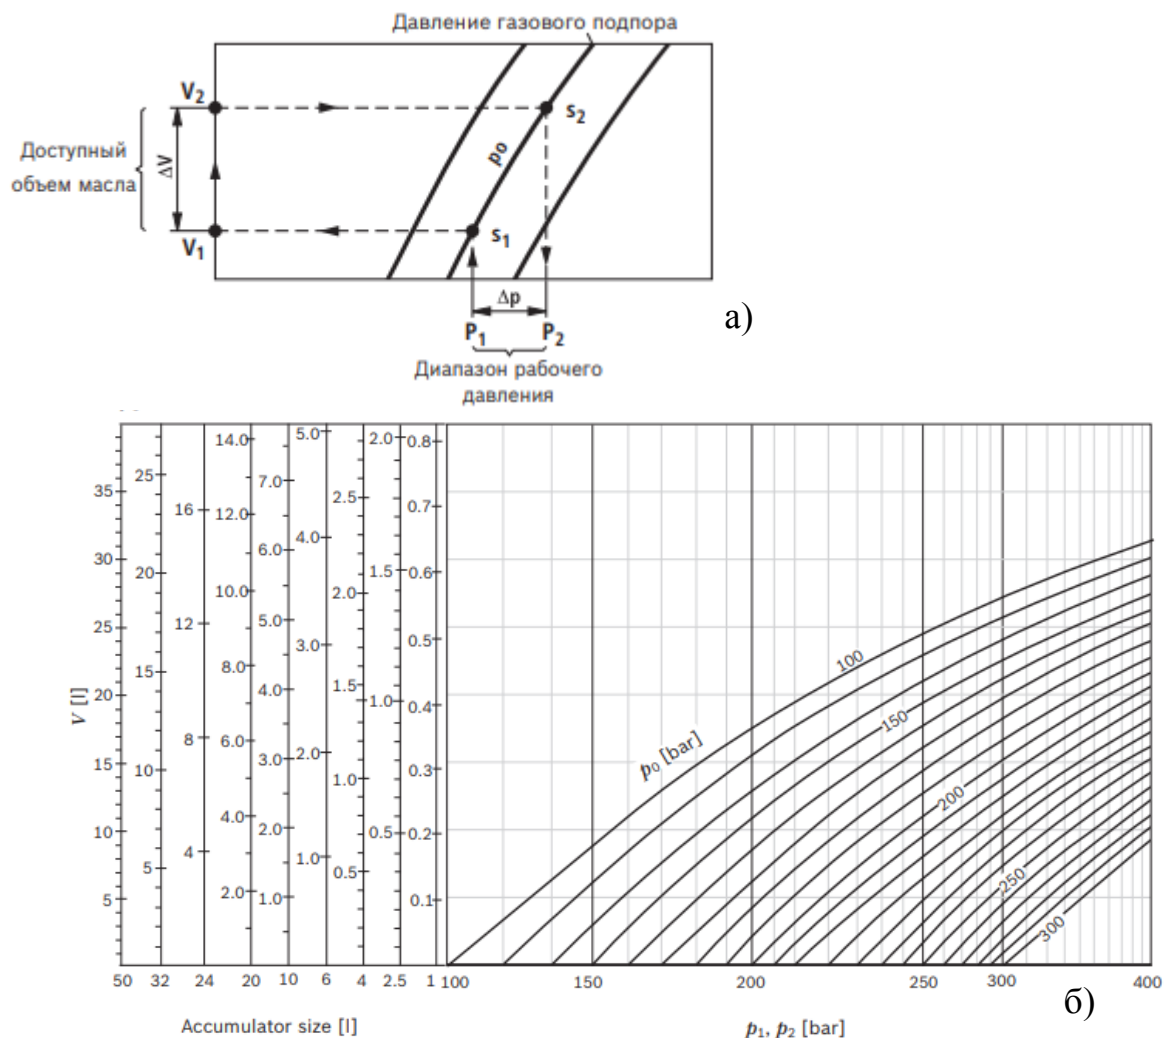 Давление газового подпора
V2
s2
Доступный
объем масла
ΔV
po
V1
s1
Δp
P1 P2
а)
Диапазон рабочего
давления
V [l]
35
30
25
20
15
10
5
25
20
15
10
5
16
12
8
4
14.0
12.0
10.0
8.0
6.0
4.0
2.0
7.0
6.0
5.0
4.0
3.0
2.0
1.0
5.0
4.0
3.0
2.0
1.0
2.5
2.0
1.5
1.0
0.5
2.0
1.5
1.0
0.5
0.8
0.7
0.6
0.5
0.4
0.3
0.2
0.1
p0 [bar]
100
150
200
250
300
50 32 24 20 10 6 4 2.5 1 100 150 200 250 300 400
б)
Accumulator size [l]
p1, p2 [bar]